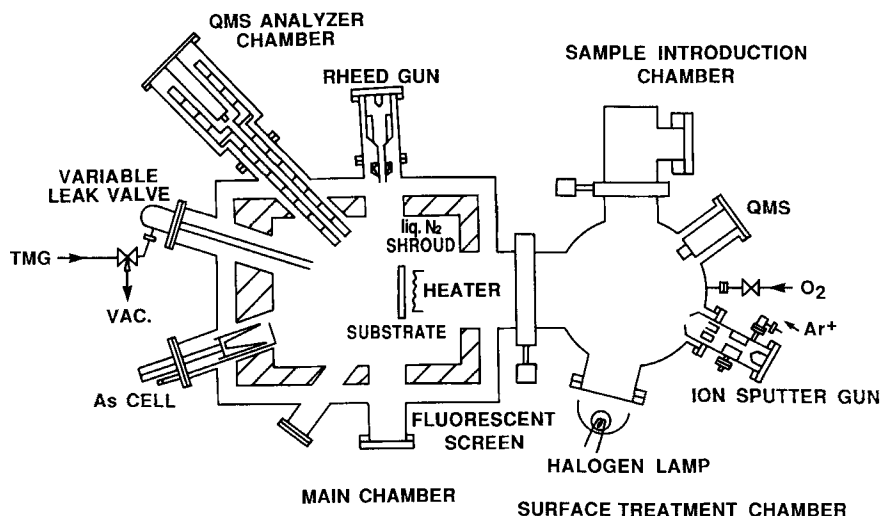 QMS ANALYZER
CHAMBER
RHEED GUN
SAMPLE INTRODUCTION
CHAMBER
VARIABLE
LEAK VALVE
QMS
liq. N₂
SHROUD
TMG
HEATER
O₂
VAC.
SUBSTRATE
Ar⁺
As CELL
FLUORESCENT
SCREEN
ION SPUTTER GUN
HALOGEN LAMP
MAIN CHAMBER
SURFACE TREATMENT CHAMBER